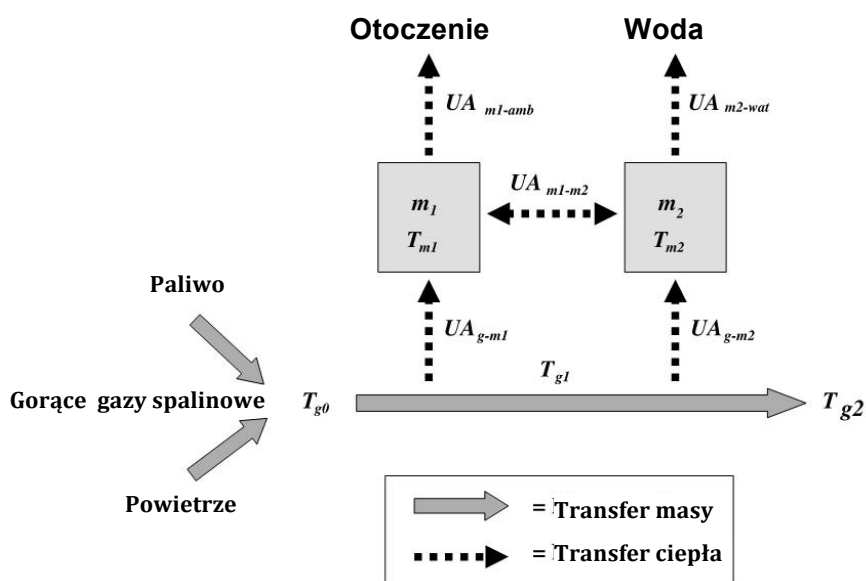 Otoczenie Woda
UA m1-amb UA m2-wat
UA m1-m2
m1 m2
Tm1 Tm2
Paliwo
UA g-m1 UA g-m2
Tg1
Gorące gazy spalinowe Tg0 Tg2
Powietrze
= Transfer masy
= Transfer ciepła